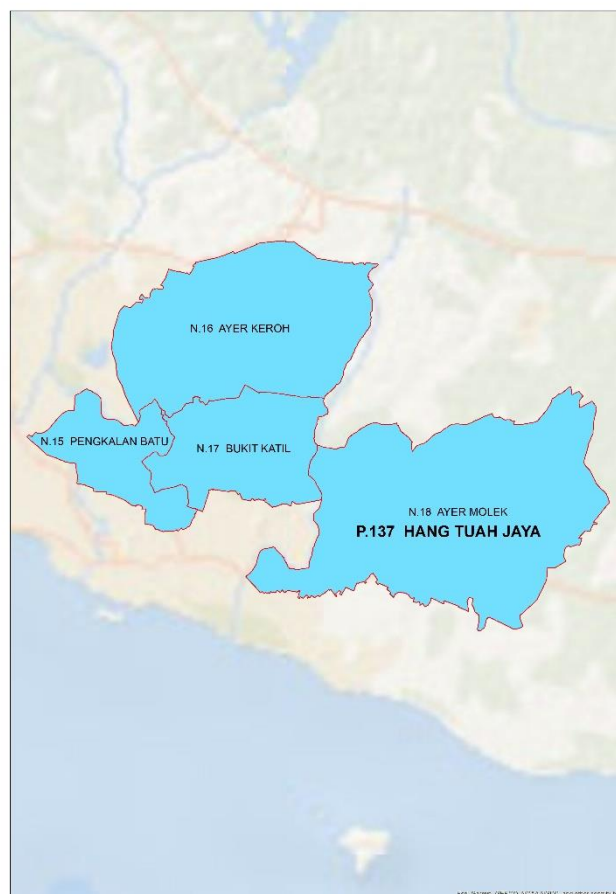 N.16 AYER KEROH
N.15 PENGKALAN BATU
N.17 BUKIT KATIL
N.18 AYER MOLEK
P.137 HANG TUAH JAYA